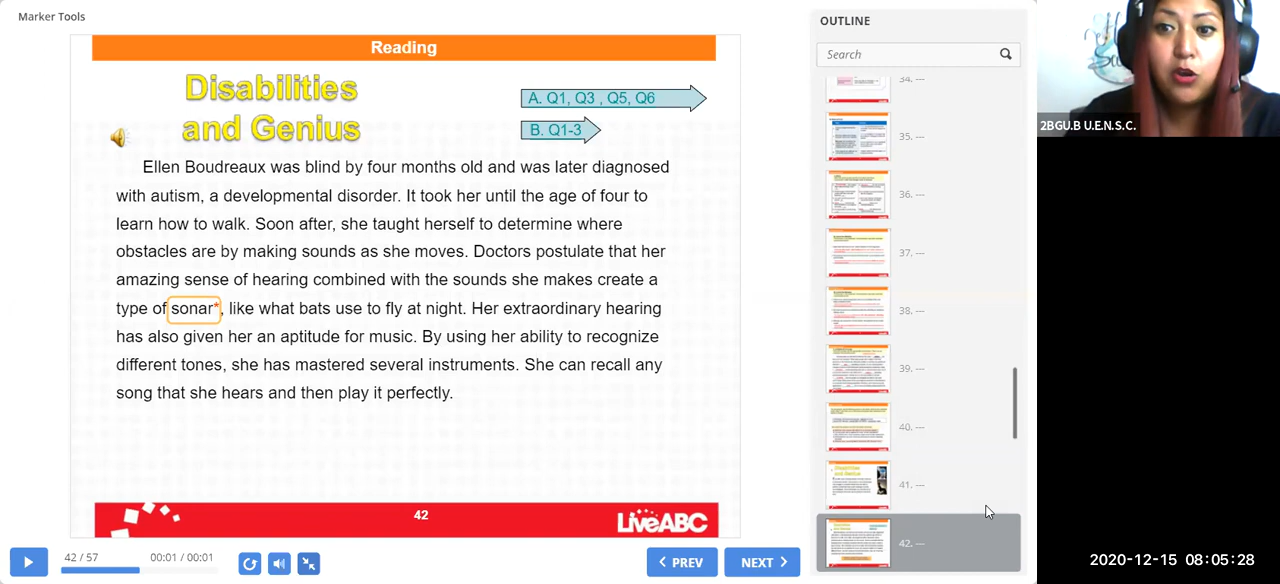 Marker Tools
Reading
Disabilities
and Genius
A. Q1, Q3 , Q5, Q6
B. Q1-3
Ellen Boudreaux was blind by four months old and was later diagnosed
with autism, a developmental disorder. It took her until the age of four to
learn how to walk. Soon after, she taught herself to determine where
obstacles are by making sounds as she moves. Doctors postulate that her
amazing sense of hearing combined with the sounds she makes create a
type of sonar* like what bats use to fly at night. Her extraordinary hearing
has also given her an aptitude for music. By using her ability to recognize
different tones, she has mastered several instruments. She can recall any
song that she hears and then play it perfectly.
42
LiveABC
42 / 57
00:01
PREV
NEXT
OUTLINE
Search
34. —
35. —
36. —
37. —
38. —
39. —
40. —
41. —
42. —
2BGU.B U.E.N.S.C.
2020-12-15 08:05:28